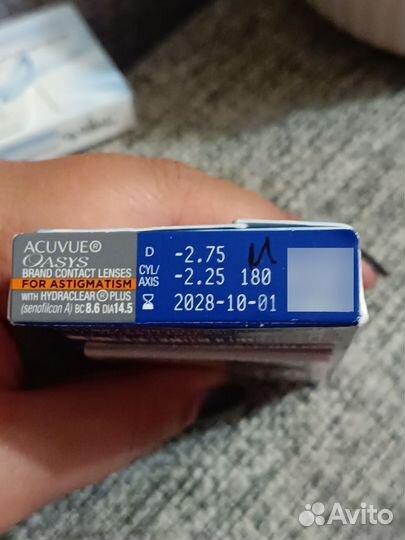 ACUVUE®
OASYS
BRAND CONTACT LENSES
FOR ASTIGMATISM
WITH HYDRACLEAR® PLUS
(senofilcon A) BC 8.6 DIA 14.5
D -2.75 и
CYL/
AXIS -2.25 180
2028-10-01
Avito